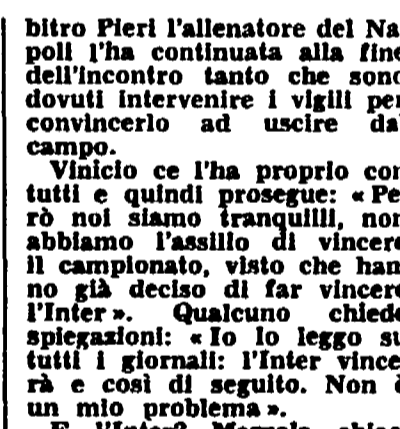 bitro Pieri l'allenatore del Na
poli l'ha continuata alla fine
dell'incontro tanto che sono
dovuti intervenire i vigili per
convincerlo ad uscire dal
campo.
Vinicio ce l'ha proprio con
tutti e quindi prosegue: « Pe
rò noi siamo tranquilli, non
abbiamo l'assillo di vincere
il campionato, visto che han
no già deciso di far vincere
l'Inter ». Qualcuno chiede
spiegazioni: « Io lo leggo su
tutti i giornali: l'Inter vince
rà e così di seguito. Non è
un mio problema ».